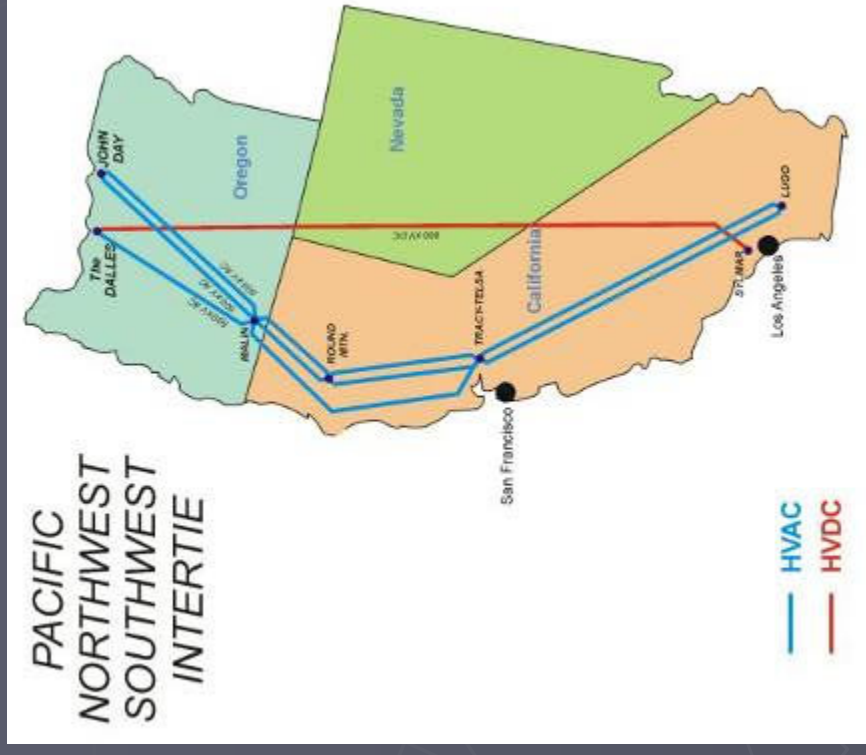 PACIFIC
NORTHWEST
SOUTHWEST
INTERTIE
The
DALLES
JOHN
DAY
Oregon
Nevada
MALIN
ROUND
MTN.
TRACY-TELSA
California
San Francisco
SYLMAR
Los Angeles
LUGO
HVAC
HVDC